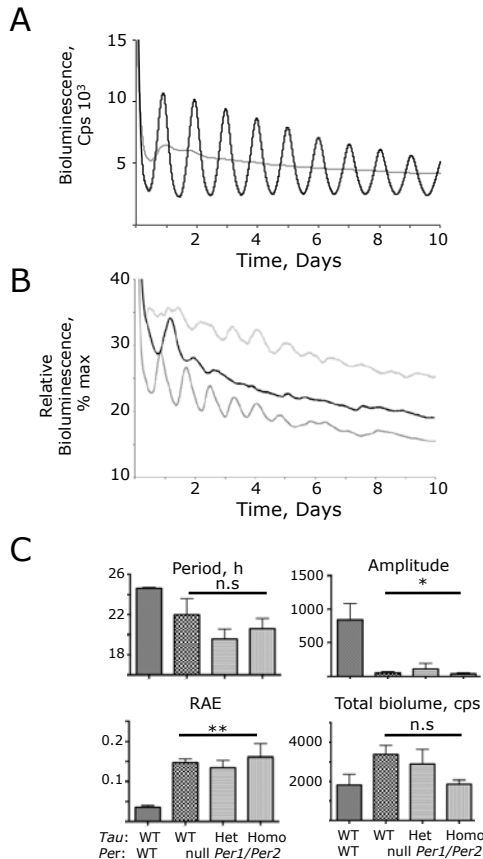 A
Bioluminescence,
Cps 10³
15
10
5
2 4 6 8 10
Time, Days
B
Relative
Bioluminescence,
% max
40
30
20
10
2 4 6 8 10
Time, Days
C
Period, h
n.s
26
22
22
18
Amplitude
*
1500
1000
500
RAE
**
0.2
0.1
Total biolume, cps
n.s
4000
2000
0
Tau: WT WT Het Homo WT WT Het Homo
Per: WT null Per1/Per2 WT null Per1/Per2